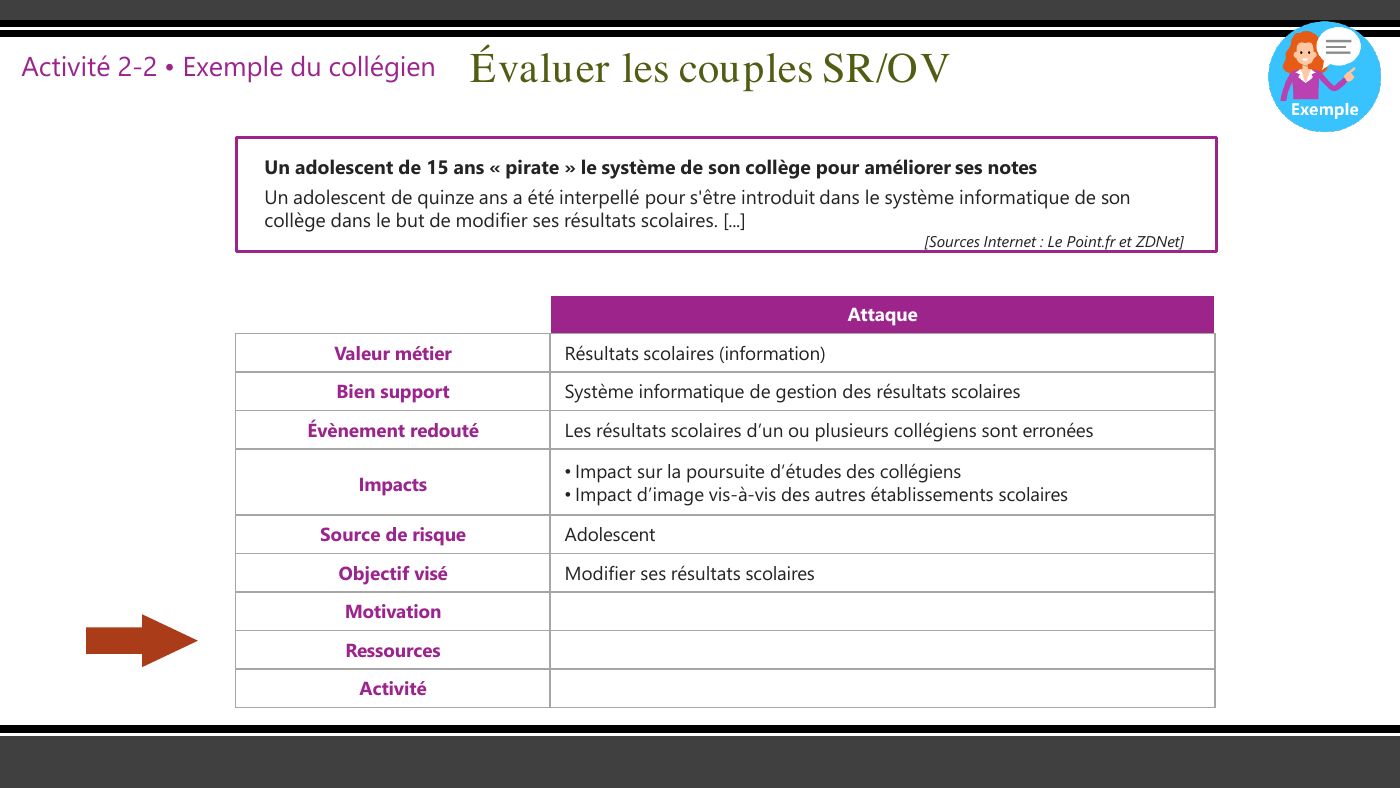 Activité 2-2 • Exemple du collégien
Évaluer les couples SR/OV
Exemple
Un adolescent de 15 ans « pirate » le système de son collège pour améliorer ses notes
Un adolescent de quinze ans a été interpellé pour s'être introduit dans le système informatique de son
collège dans le but de modifier ses résultats scolaires. [...]
[Sources Internet : Le Point.fr et ZDNet]
Attaque
Valeur métier
Résultats scolaires (information)
Bien support
Système informatique de gestion des résultats scolaires
Évènement redouté
Les résultats scolaires d’un ou plusieurs collégiens sont erronées
Impacts
• Impact sur la poursuite d’études des collégiens
• Impact d’image vis-à-vis des autres établissements scolaires
Source de risque
Adolescent
Objectif visé
Modifier ses résultats scolaires
Motivation
Ressources
Activité